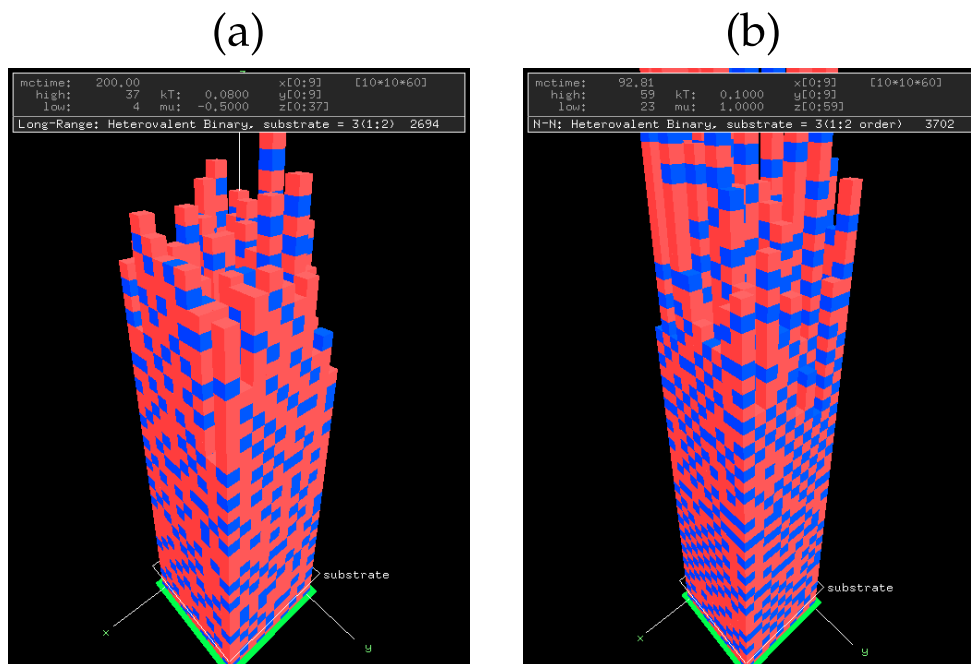 (a) (b)
mctime: 200.00 x[0:9] [10*10*60]
high: 37 kT: 0.0800 y[0:9]
low: 4 mu: -0.5000 z[0:37]
Long-Range: Heterovalent Binary, substrate = 3(1:2) 2694
substrate
x
y
mctime: 92.81 x[0:9] [10*10*60]
high: 59 kT: 0.1000 y[0:9]
low: 23 mu: 1.0000 z[0:59]
N-N: Heterovalent Binary, substrate = 3(1:2 order) 3702
substrate
x
y